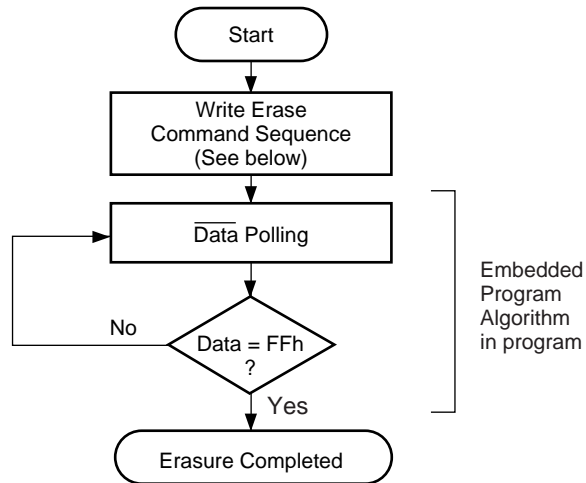 Start
Write Erase
Command Sequence
(See below)
Data Polling
Embedded
Program
Algorithm
in program
No
Data = FFh
?
Yes
Erasure Completed